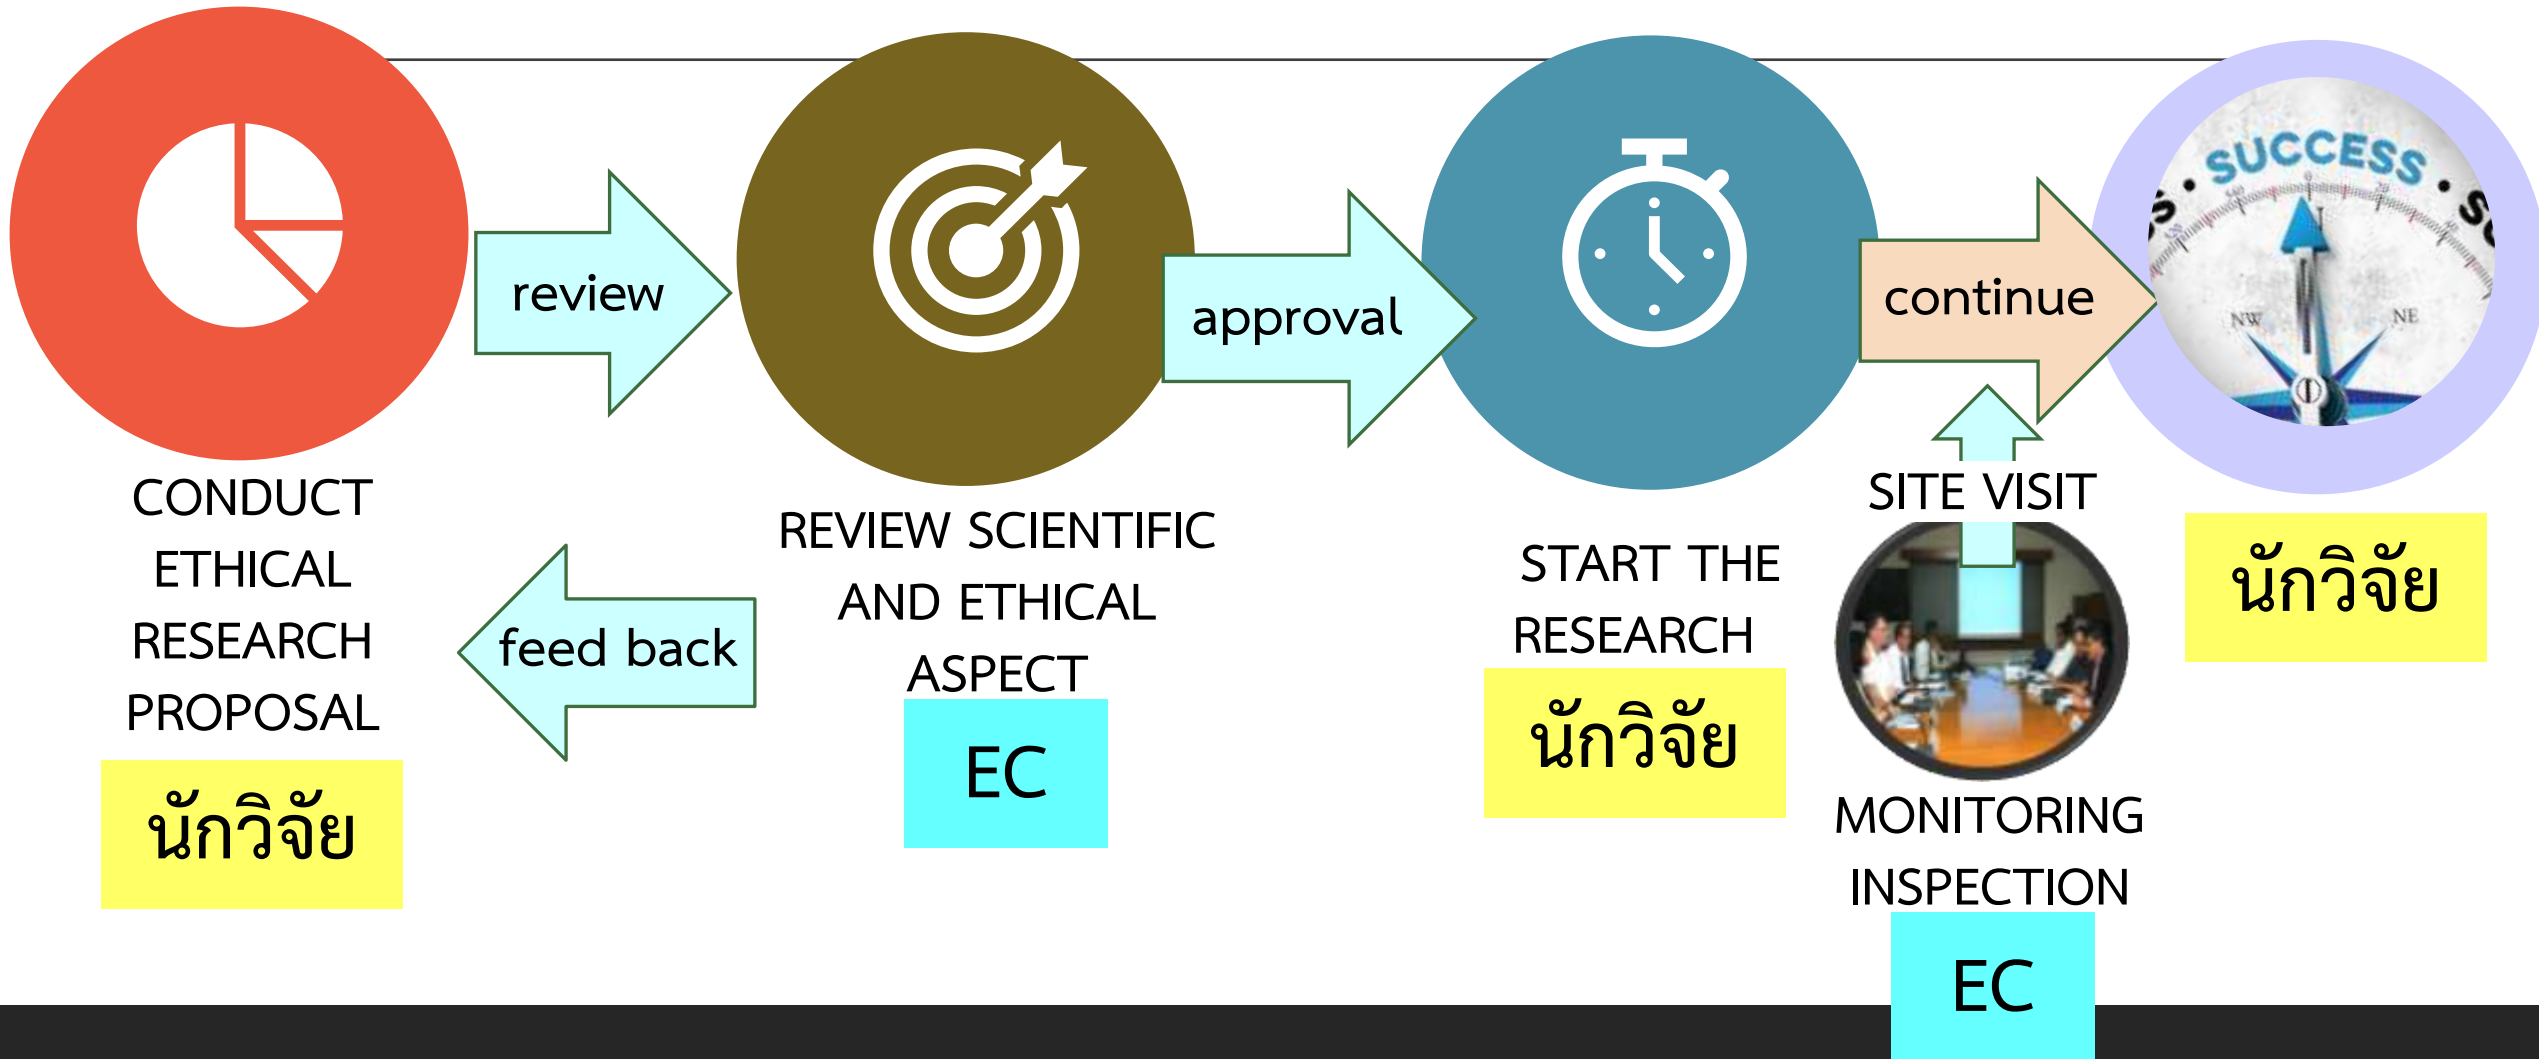 CONDUCT
ETHICAL
RESEARCH
PROPOSAL
นักวิจัย
review
feed back
REVIEW SCIENTIFIC
AND ETHICAL
ASPECT
EC
approval
START THE
RESEARCH
นักวิจัย
continue
SITE VISIT
MONITORING
INSPECTION
EC
SUCCESS
NW
NE
นักวิจัย